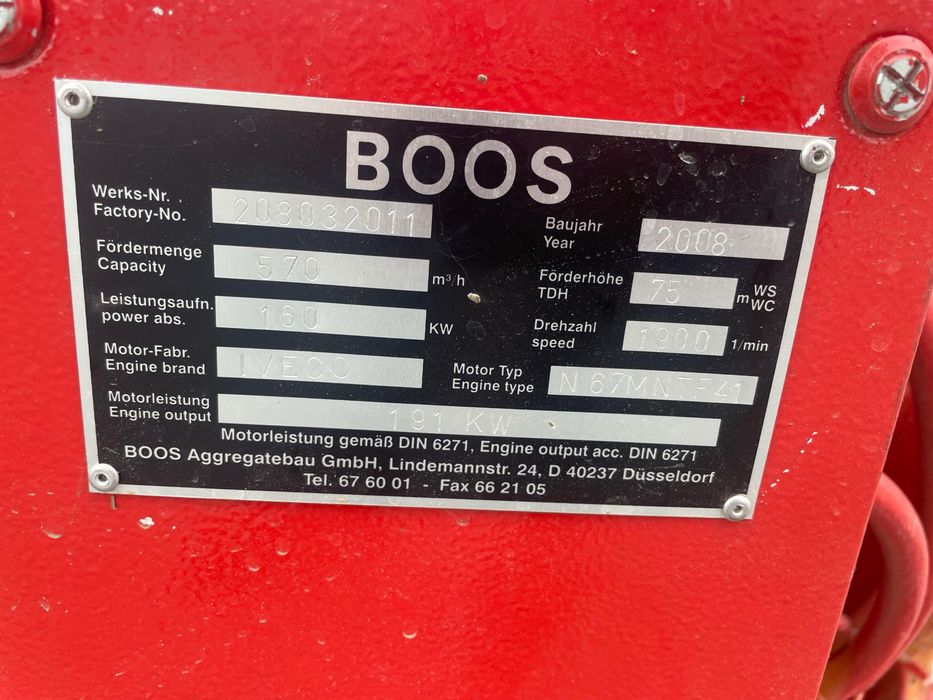 BOOS
Werks-Nr. 208032011 Baujahr 2008
Factory-No. Year
Fördermenge 570 m³/h Förderhöhe 75 m WS
Capacity TDH WC
Leistungsaufn. 160 KW Drehzahl 1900 1/min
power abs. speed
Motor-Fabr. IVECO Motor Typ N 67MNTF41
Engine brand Engine type
Motorleistung 191 KW
Engine output
Motorleistung gemäß DIN 6271, Engine output acc. DIN 6271
BOOS Aggregatebau GmbH, Lindemannstr. 24, D 40237 Düsseldorf
Tel. 67 60 01 - Fax 66 21 05